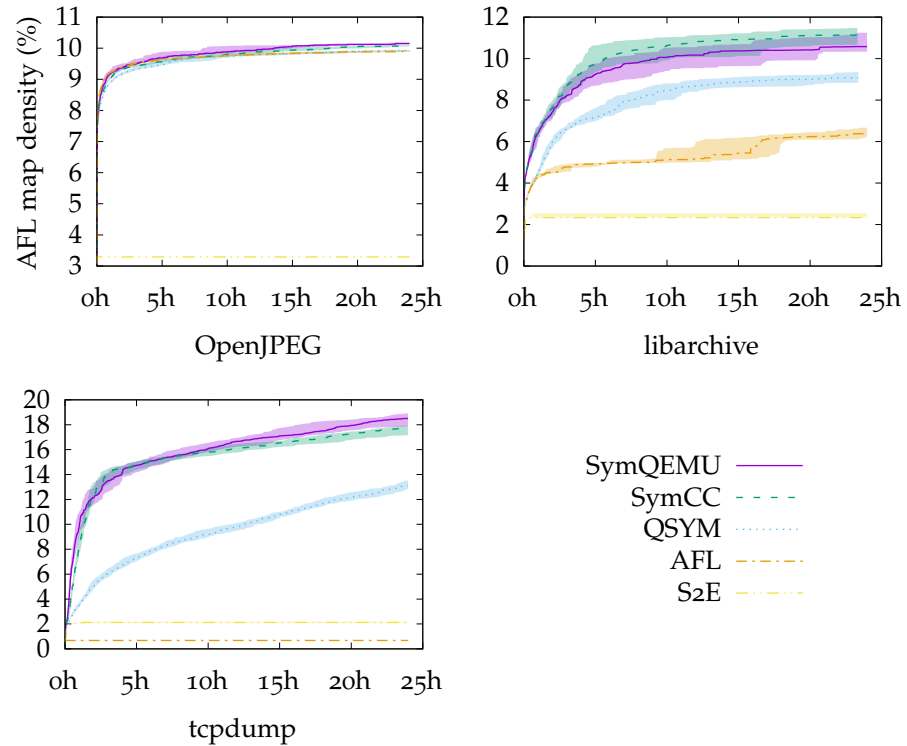 AFL map density (%)
11
10
9
8
7
6
5
4
3
0h 5h 10h 15h 20h 25h
OpenJPEG
12
10
8
6
4
2
0
0h 5h 10h 15h 20h 25h
libarchive
20
18
16
14
12
10
8
6
4
2
0
0h 5h 10h 15h 20h 25h
tcpdump
SymQEMU
SymCC
QSYM
AFL
S2E